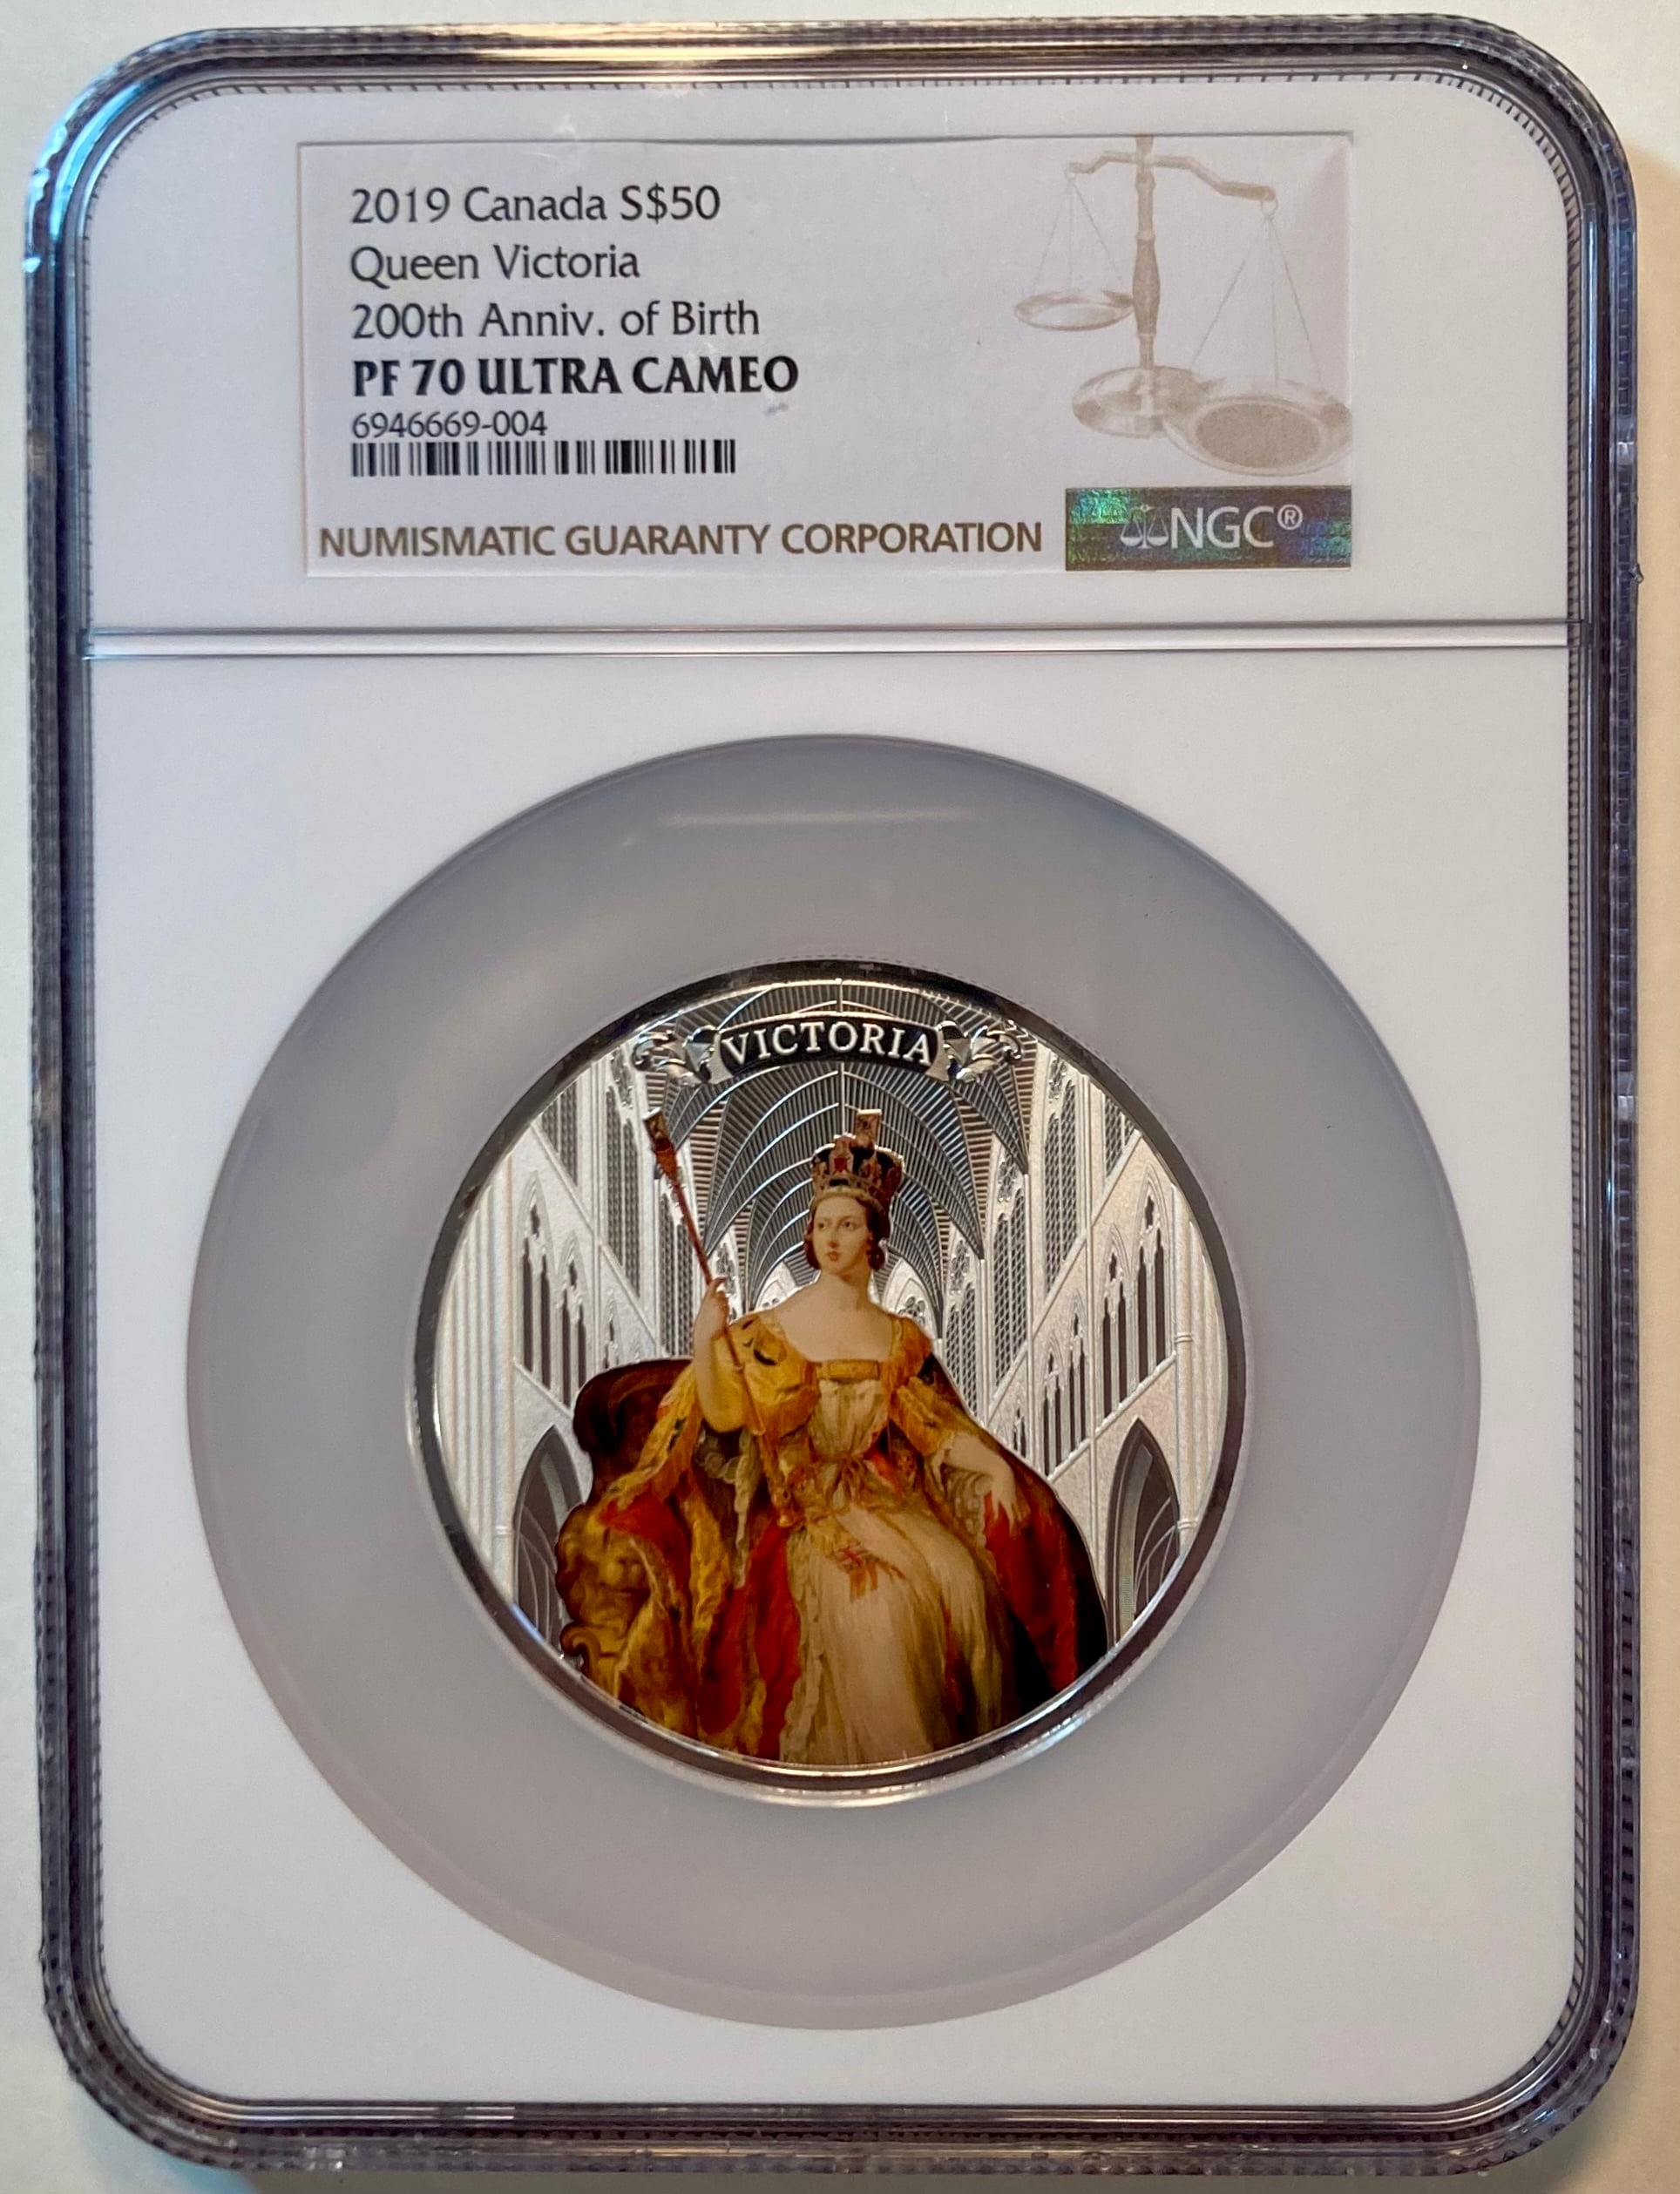 2019 Canada S$50
Queen Victoria
200th Anniv. of Birth
PF 70 ULTRA CAMEO
6946669-004
NUMISMATIC GUARANTY CORPORATION
NGC®
VICTORIA